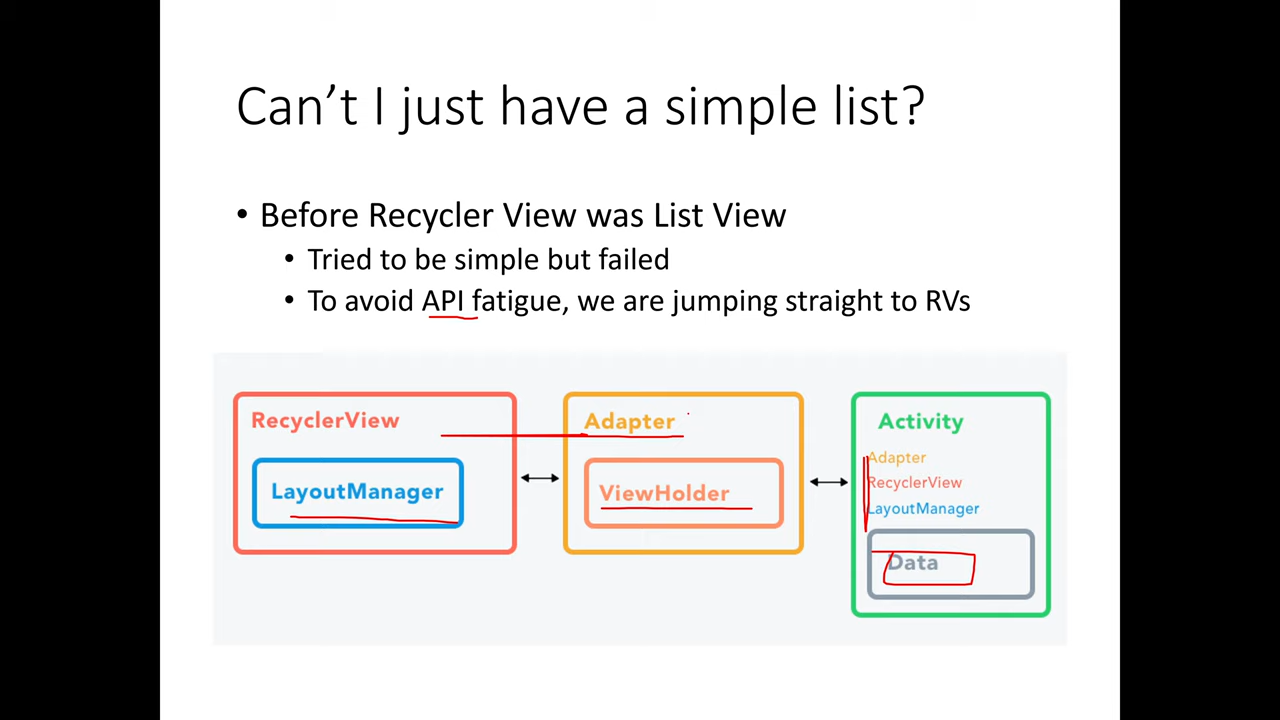 Can’t I just have a simple list?
• Before Recycler View was List View
• Tried to be simple but failed
• To avoid API fatigue, we are jumping straight to RVs
RecyclerView
LayoutManager
Adapter
ViewHolder
Activity
Adapter
RecyclerView
LayoutManager
Data